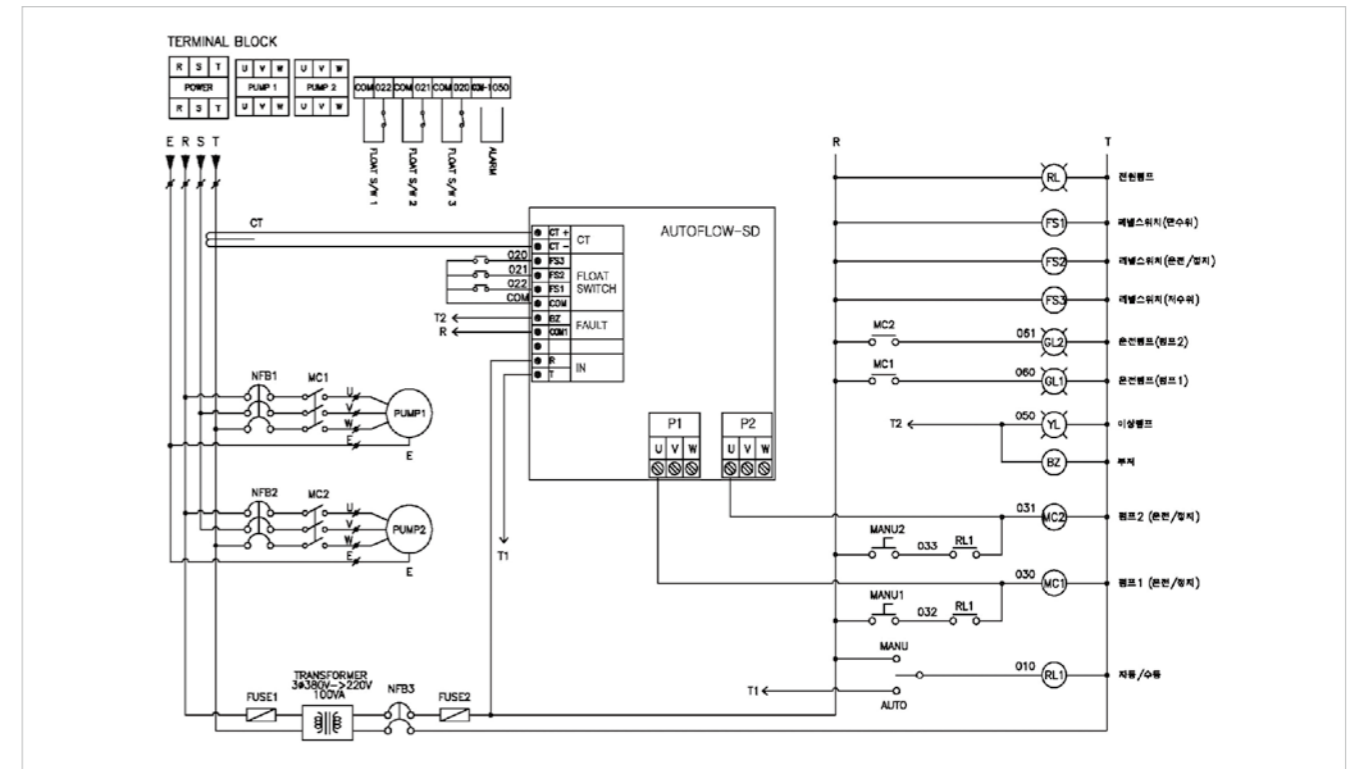 TERMINAL BLOCK
R S T
U V W
U V W
POWER
PUMP 1
PUMP 2
COM 022 COM 021 COM 020 COM-1 050
R S T
U V W
U V W
FLOAT S/W 1
FLOAT S/W 2
FLOAT S/W 3
ALARM
E R S T
R
T
RL 전원램프
CT
FS1 레벨스위치(만수위)
AUTOFLOW-SD
CT +
CT -
CT
020 FS3
021 FS2
022 FS1
COM COM
FLOAT
SWITCH
FS2 레벨스위치(운전/정지)
FS3 레벨스위치(저수위)
T2 BZ
R COM1
FAULT
R
T
IN
MC2 061 GL2 운전램프(펌프2)
MC1 060 GL1 운전램프(펌프1)
NFB1 MC1
U
V
W
E
PUMP1
E
P1
U V W
P2
U V W
T2 050 YL 이상램프
BZ 부저
NFB2 MC2
U
V
W
E
PUMP2
E
T1
031 MC2 펌프2 (운전/정지)
MANU2 033 RL1
030 MC1 펌프1 (운전/정지)
MANU1 032 RL1
MANU
010 RL1 자동/수동
T1
AUTO
TRANSFORMER
3Φ380V->220V
100VA
FUSE1
NFB3
FUSE2